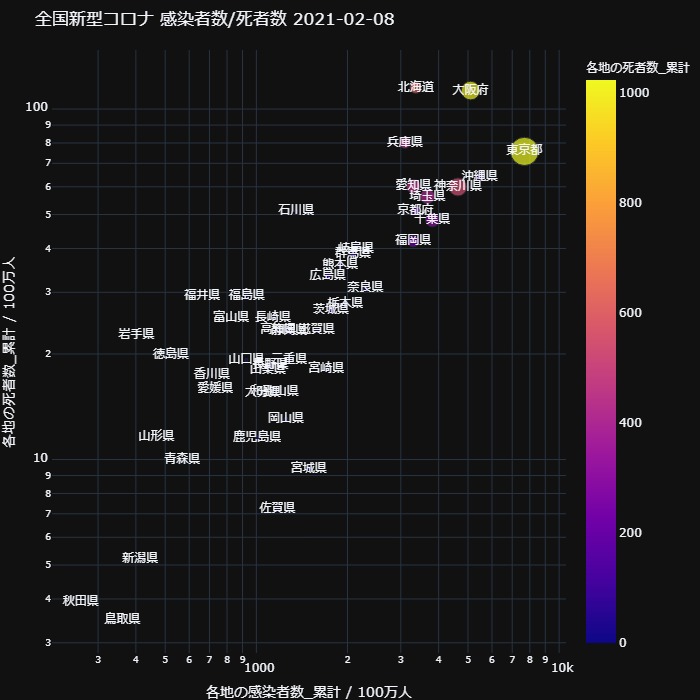 全国新型コロナ 感染者数/死者数 2021-02-08
各地の死者数_累計
北海道
大阪府
1000
100
9
8
兵庫県
東京都
7
沖縄県
6
愛知県
神奈川県
埼玉県
5
石川県
京都府
千葉県
800
4
福岡県
岐阜県
群馬県
熊本県
広島県
3
福井県
福島県
奈良県
栃木県
茨城県
富山県
長崎県
岩手県
滋賀県
600
2
徳島県
山口県
三重県
香川県
宮崎県
愛媛県
岡山県
400
山形県
鹿児島県
10
青森県
宮城県
9
8
佐賀県
7
6
200
5
新潟県
4
秋田県
鳥取県
3
0
3
4
5
6
7
8
9
1000
2
3
4
5
6
7
8
9
10k
各地の死者数_累計 / 100万人
各地の感染者数_累計 / 100万人